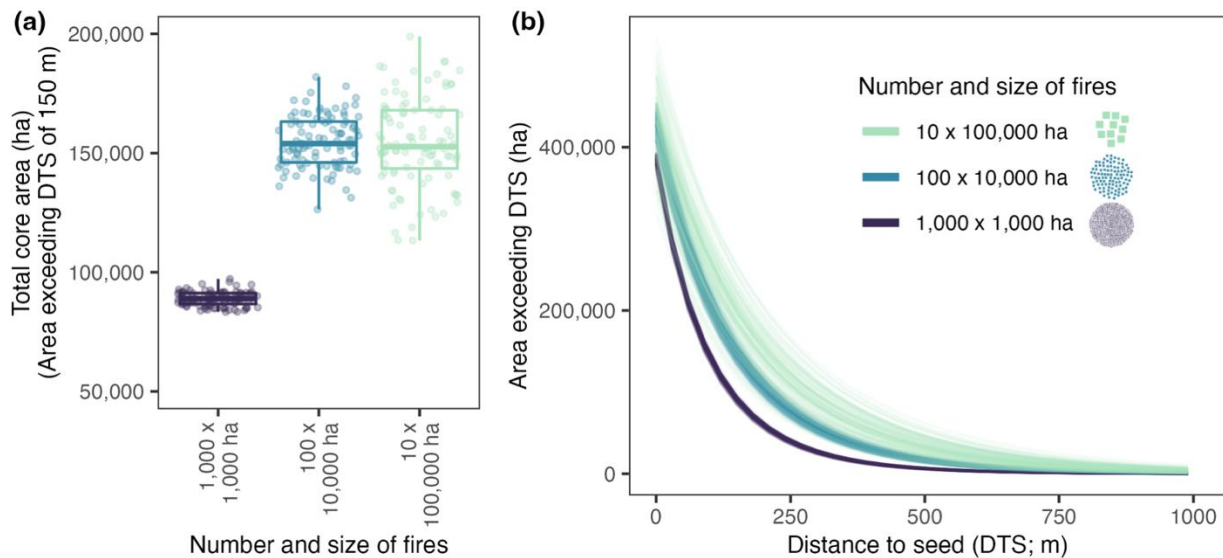 (a)
Total core area (ha)
(Area exceeding DTS of 150 m)
200,000
150,000
100,000
50,000
1,000 x
1,000 ha
100 x
10,000 ha
10 x
100,000 ha
Number and size of fires
(b)
Area exceeding DTS (ha)
400,000
200,000
0
Number and size of fires
10 x 100,000 ha
100 x 10,000 ha
1,000 x 1,000 ha
0
250
500
750
1000
Distance to seed (DTS; m)